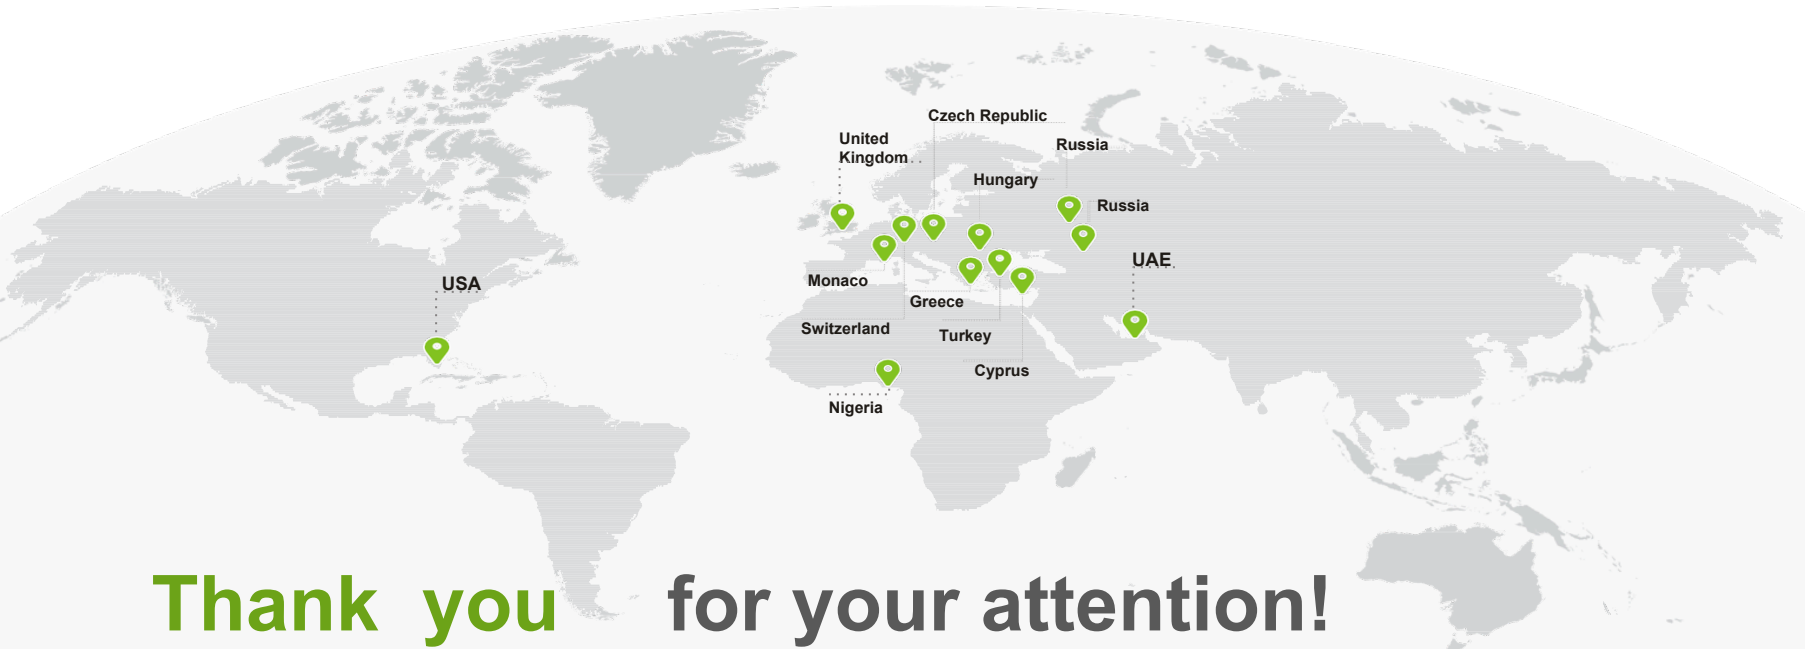 Czech Republic
United
Kingdom
Russia
Hungary
Russia
UAE
Monaco
USA
Greece
Switzerland
Turkey
Cyprus
Nigeria
Thank you for your attention!